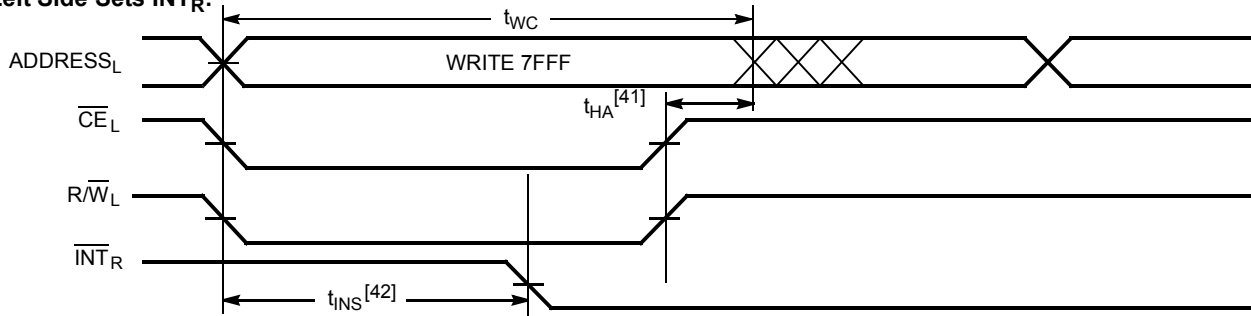 Left Side Sets INTR:
tWC
ADDRESSL
WRITE 7FFF
tHA[41]
CEL
R/WL
INTR
tINS[42]